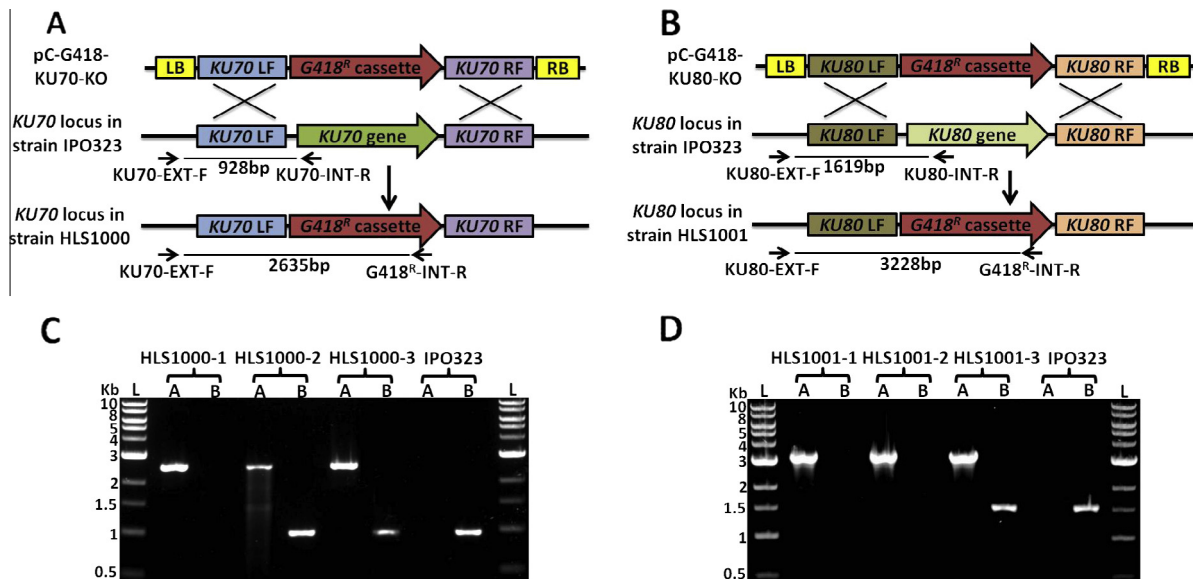 A
pC-G418-
KU70-KO
LB
KU70 LF
G418ᴿ cassette
KU70 RF
RB
KU70 locus in
strain IPO323
KU70 LF
KU70 gene
KU70 RF
KU70-EXT-F
928bp
KU70-INT-R
KU70 locus in
strain HLS1000
KU70 LF
G418ᴿ cassette
KU70 RF
KU70-EXT-F
2635bp
G418ᴿ-INT-R
B
pC-G418-
KU80-KO
LB
KU80 LF
G418ᴿ cassette
KU80 RF
RB
KU80 locus in
strain IPO323
KU80 LF
KU80 gene
KU80 RF
KU80-EXT-F
1619bp
KU80-INT-R
KU80 locus in
strain HLS1001
KU80 LF
G418ᴿ cassette
KU80 RF
KU80-EXT-F
3228bp
G418ᴿ-INT-R
C
HLS1000-1 HLS1000-2 HLS1000-3 IPO323
Kb L A B A B A B A B L
10
8
6
5
4
3
2
1.5
1
0.5
D
HLS1001-1 HLS1001-2 HLS1001-3 IPO323
Kb L A B A B A B A B L
10
8
6
5
4
3
2
1.5
1
0.5